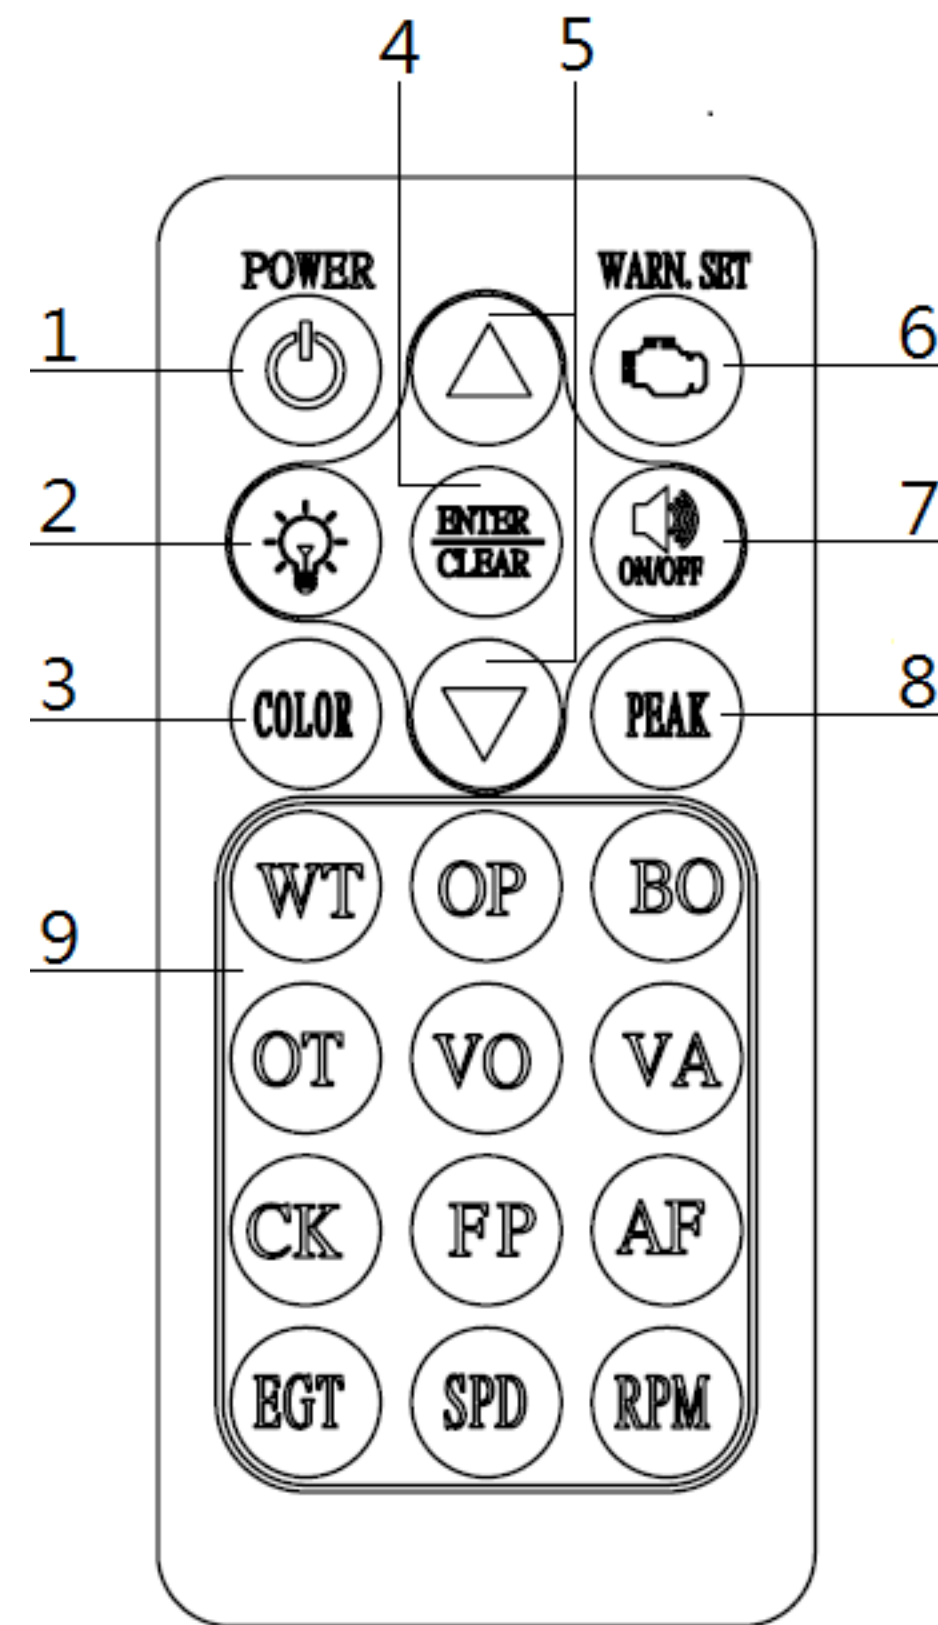 4 5
POWER WARN. SET
1 6
2 ENTER 7
CLEAR ON/OFF
3 COLOR PEAK 8
WT OP BO
9
OT VO VA
CK FP AF
EGT SPD RPM